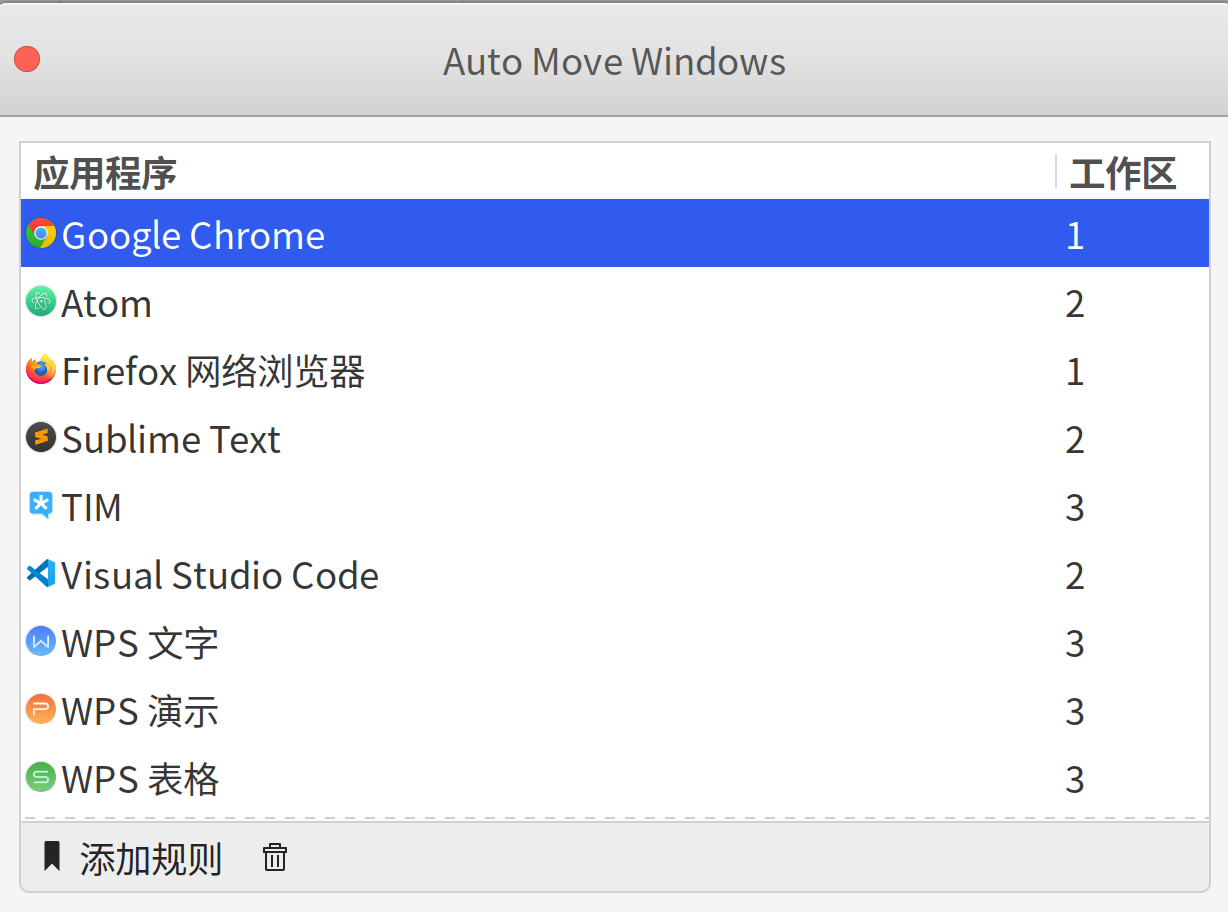 Auto Move Windows
应用程序 工作区
Google Chrome 1
Atom 2
Firefox 网络浏览器 1
Sublime Text 2
TIM 3
Visual Studio Code 2
WPS 文字 3
WPS 演示 3
WPS 表格 3
添加规则